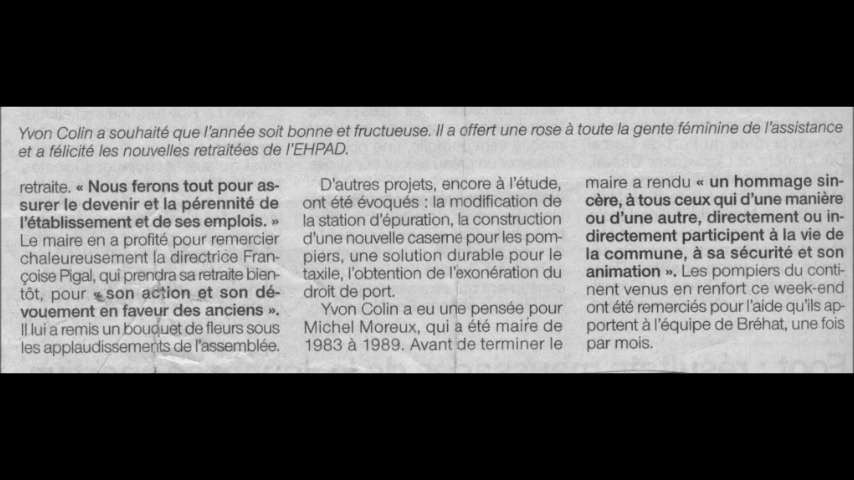 Yvon Colin a souhaité que l'année soit bonne et fructueuse. Il a offert une rose à toute la gente féminine de l'assistance
et a félicité les nouvelles retraitées de l'EHPAD.
retraite. « Nous ferons tout pour as-
surer le devenir et la pérennité de
l'établissement et de ses emplois. »
Le maire en a profité pour remercier
chaleureusement la directrice Fran-
çoise Pigal, qui prendra sa retraite bien-
tôt, pour « son action et son dé-
vouement en faveur des anciens ».
Il lui a remis un bouquet de fleurs sous
les applaudissements de l'assemblée.
D'autres projets, encore à l'étude,
ont été évoqués : la modification de
la station d'épuration, la construction
d'une nouvelle caserne pour les pom-
piers, une solution durable pour le
taxile, l'obtention de l'exonération du
droit de port.
Yvon Colin a eu une pensée pour
Michel Moreux, qui a été maire de
1983 à 1989. Avant de terminer le
maire a rendu « un hommage sin-
cère, à tous ceux qui d'une manière
ou d'une autre, directement ou in-
directement participent à la vie de
la commune, à sa sécurité et son
animation ». Les pompiers du conti-
nent venus en renfort ce week-end
ont été remerciés pour l'aide qu'ils ap-
portent à l'équipe de Bréhat, une fois
par mois.